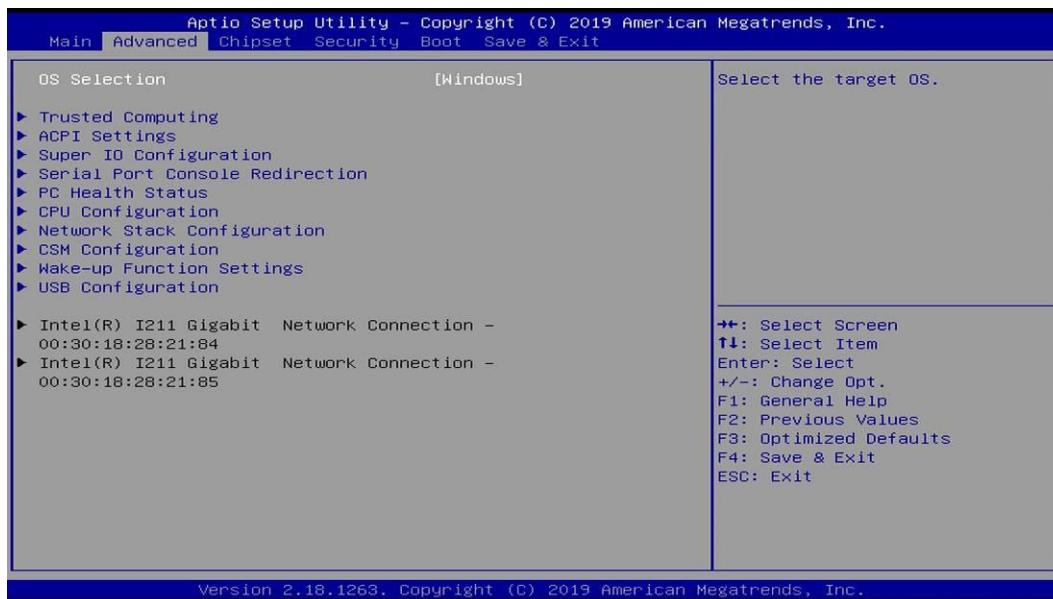 Aptio Setup Utility – Copyright (C) 2019 American Megatrends, Inc.
Main Advanced Chipset Security Boot Save & Exit
OS Selection [Windows]
► Trusted Computing
► ACPI Settings
► Super IO Configuration
► Serial Port Console Redirection
► PC Health Status
► CPU Configuration
► Network Stack Configuration
► CSM Configuration
► Wake-up Function Settings
► USB Configuration
► Intel(R) I211 Gigabit Network Connection –
00:30:18:28:21:84
► Intel(R) I211 Gigabit Network Connection –
00:30:18:28:21:85
Select the target OS.
→←: Select Screen
↑↓: Select Item
Enter: Select
+/-: Change Opt.
F1: General Help
F2: Previous Values
F3: Optimized Defaults
F4: Save & Exit
ESC: Exit
Version 2.18.1263. Copyright (C) 2019 American Megatrends, Inc.